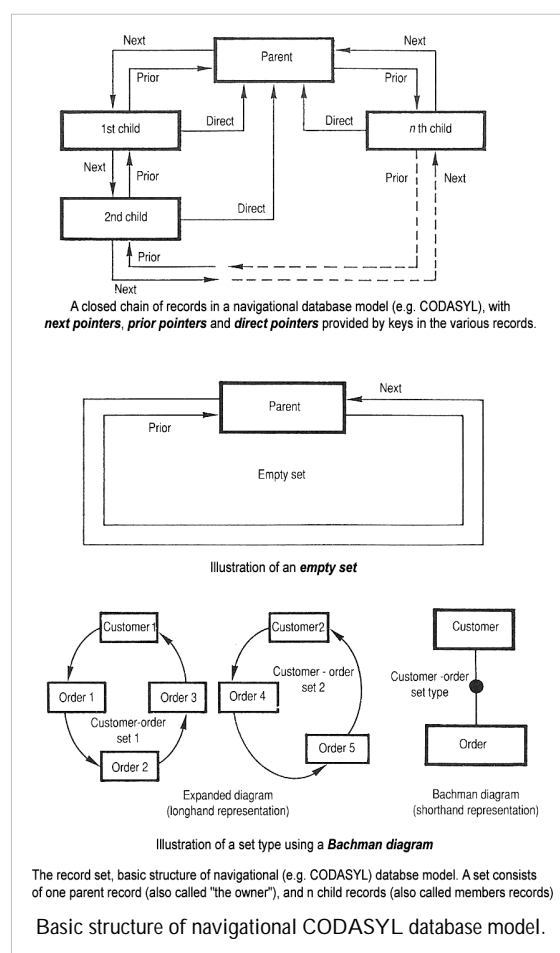 Next
Parent
Next
Prior
Prior
1st child
Direct
Direct
n th child
Next
Prior
Prior
Next
2nd child
Direct
Prior
Next
A closed chain of records in a navigational database model (e.g. CODASYL), with
next pointers, prior pointers and direct pointers provided by keys in the various records.
Next
Parent
Prior
Empty set
Illustration of an empty set
Customer 1
Customer2
Customer
Order 1
Order 3
Customer-order
set 1
Order 2
Order 4
Customer - order
set 2
Order 5
Customer -order
set type
Order
Expanded diagram
(longhand representation)
Bachman diagram
(shorthand representation)
Illustration of a set type using a Bachman diagram
The record set, basic structure of navigational (e.g. CODASYL) databse model. A set consists
of one parent record (also called "the owner"), and n child records (also called members records)
Basic structure of navigational CODASYL database model.